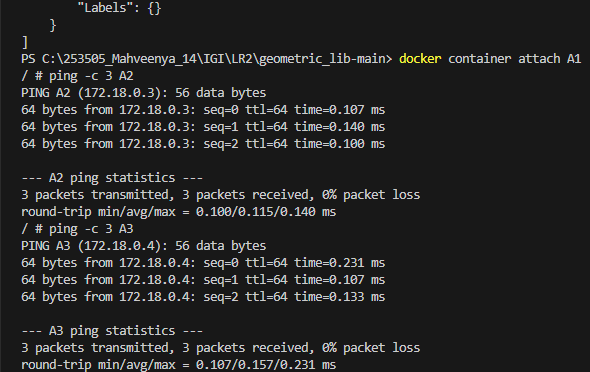 "Labels": {}
}
]
PS C:\253505_Mahveenya_14\IGI\LR2\geometric_lib-main> docker container attach A1
/ # ping -c 3 A2
PING A2 (172.18.0.3): 56 data bytes
64 bytes from 172.18.0.3: seq=0 ttl=64 time=0.107 ms
64 bytes from 172.18.0.3: seq=1 ttl=64 time=0.140 ms
64 bytes from 172.18.0.3: seq=2 ttl=64 time=0.100 ms

--- A2 ping statistics ---
3 packets transmitted, 3 packets received, 0% packet loss
round-trip min/avg/max = 0.100/0.115/0.140 ms
/ # ping -c 3 A3
PING A3 (172.18.0.4): 56 data bytes
64 bytes from 172.18.0.4: seq=0 ttl=64 time=0.231 ms
64 bytes from 172.18.0.4: seq=1 ttl=64 time=0.107 ms
64 bytes from 172.18.0.4: seq=2 ttl=64 time=0.133 ms

--- A3 ping statistics ---
3 packets transmitted, 3 packets received, 0% packet loss
round-trip min/avg/max = 0.107/0.157/0.231 ms